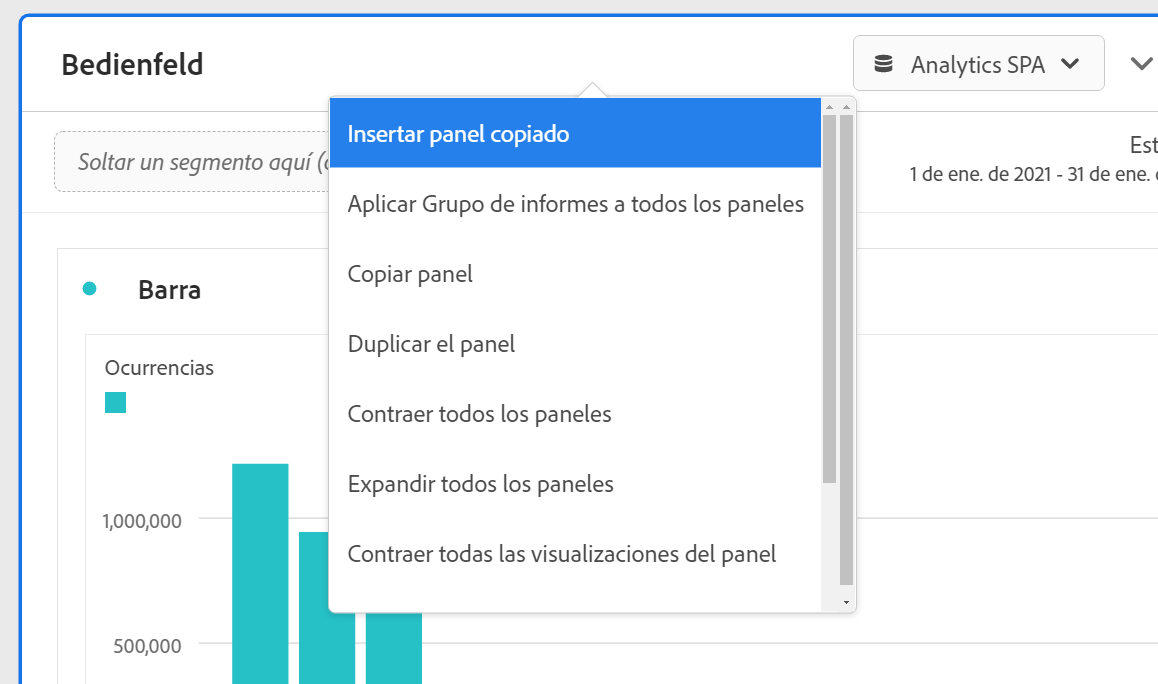 Bedienfeld
Analytics SPA
Insertar panel copiado
Soltar un segmento aquí
Est
1 de ene. de 2021 - 31 de ene.
Aplicar Grupo de informes a todos los paneles
Copiar panel
Barra
Duplicar el panel
Ocurrencias
Contraer todos los paneles
Expandir todos los paneles
1,000,000
Contraer todas las visualizaciones del panel
500,000